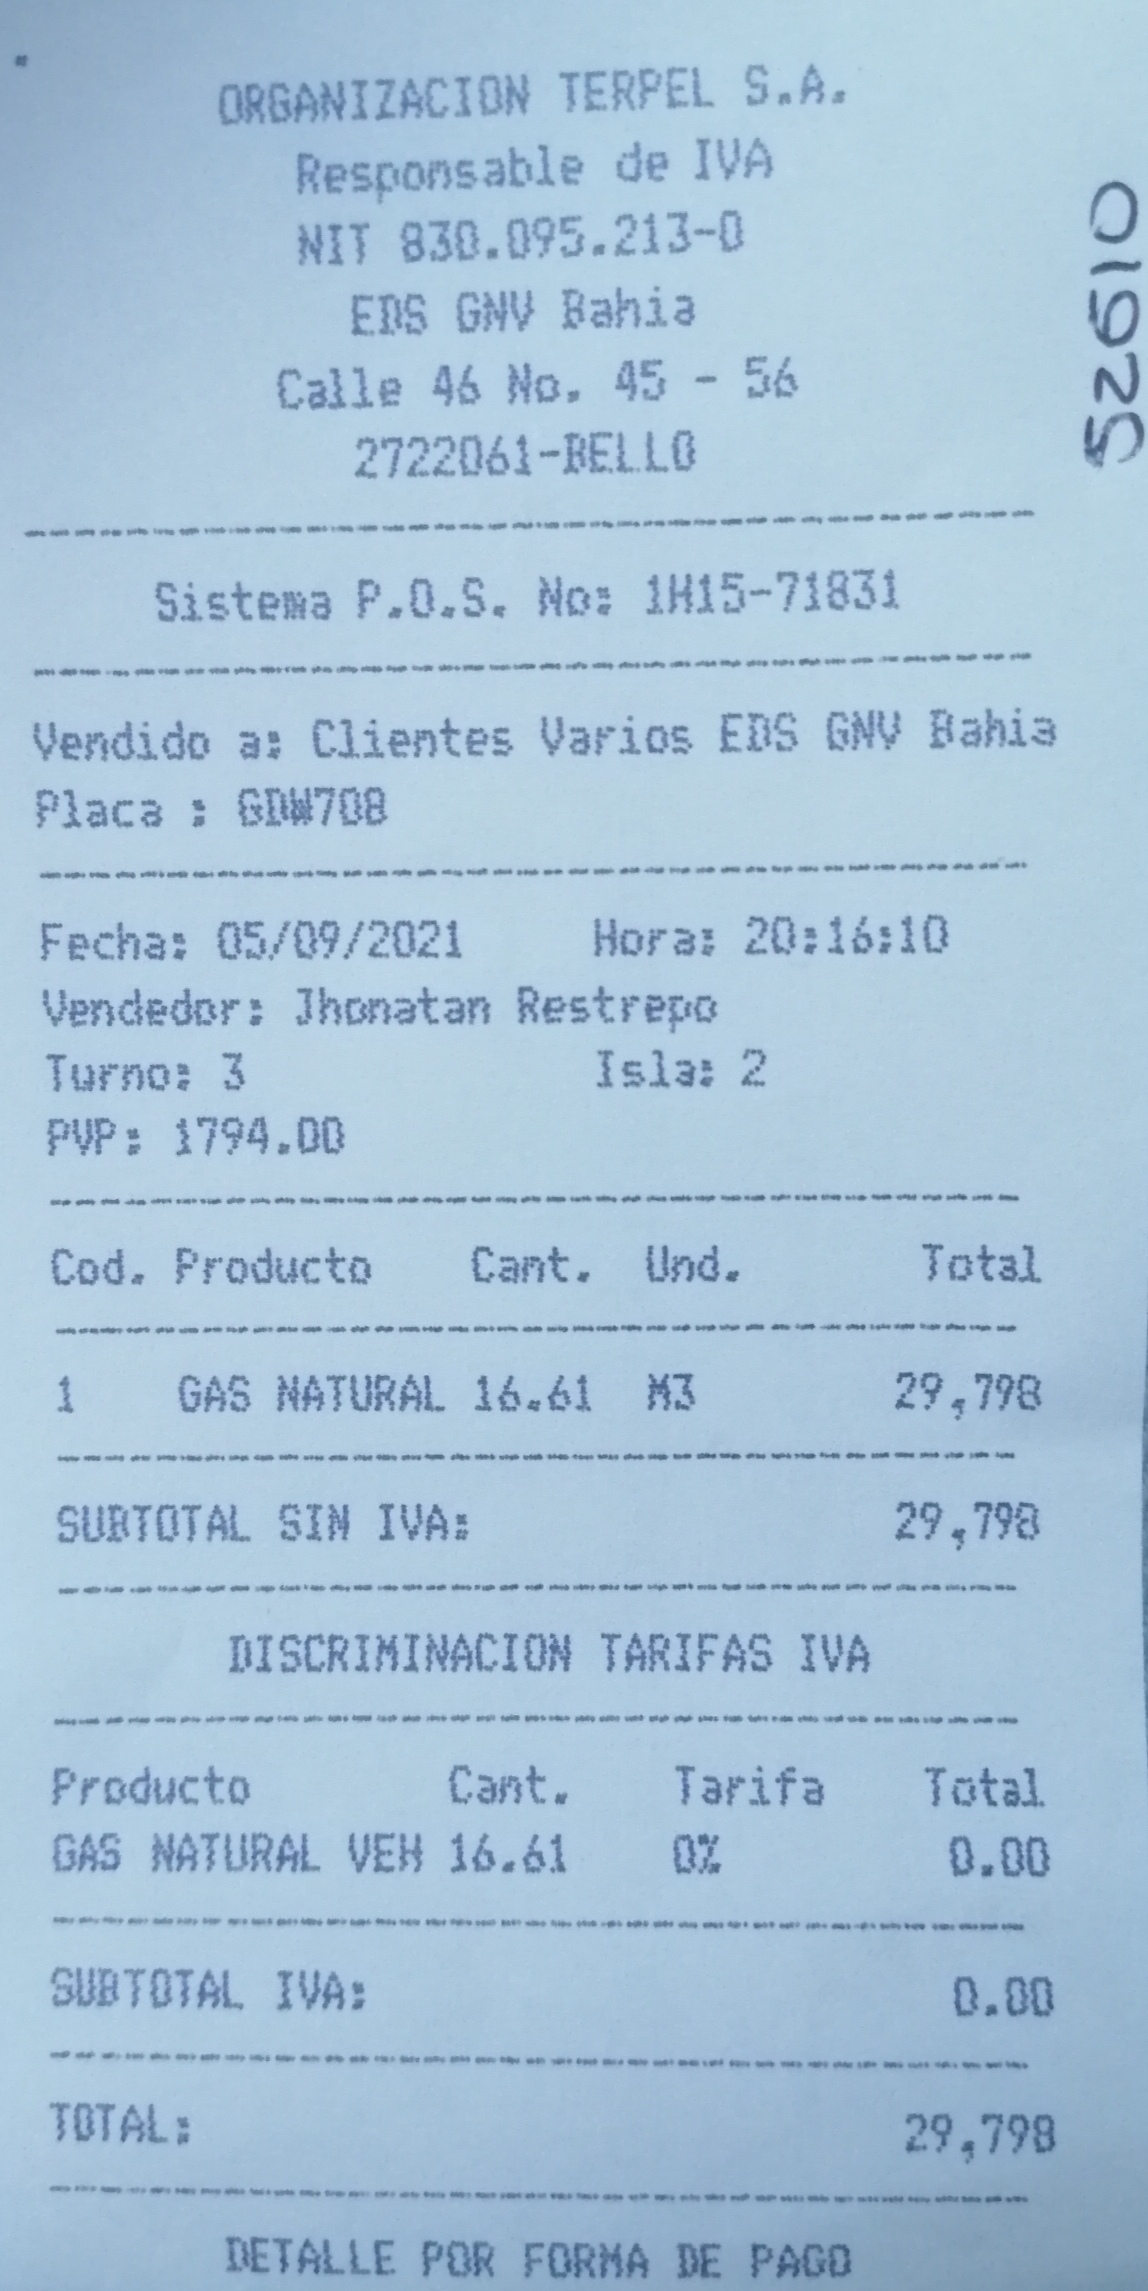 ORGANIZACION TERPEL S.A.
Responsable de IVA
NIT 830.095.213-0
EDS GNV Bahia
Calle 46 No. 45 - 56
2722061-BELLO
Sistema P.O.S. No: 1H15-71831
Vendido a: Clientes Varios EDS GNV Bahia
Placa : GDW708
Fecha: 05/09/2021 Hora: 20:16:10
Vendedor: Jhonatan Restrepo
Turno: 3 Isla: 2
PVP: 1794.00
Cod. Producto Cant. Und. Total
1 GAS NATURAL 16.61 M3 29,798
SUBTOTAL SIN IVA: 29,798
DISCRIMINACION TARIFAS IVA
Producto Cant. Tarifa Total
GAS NATURAL VEH 16.61 0% 0.00
SUBTOTAL IVA: 0.00
TOTAL: 29,798
DETALLE POR FORMA DE PAGO
01925